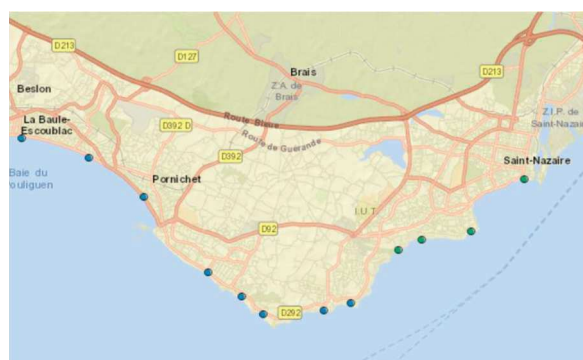 D213
D127
Brais
D213
Beslon
Z.A. de
Brais
La Baule-
Escoublac
D392 D
Route Bleue
Z.I.P. de
Saint-Nazaire
Route de Guérande
D392
Saint-Nazaire
Baie du
Pouliguen
Pornichet
I.U.T.
D92
D292